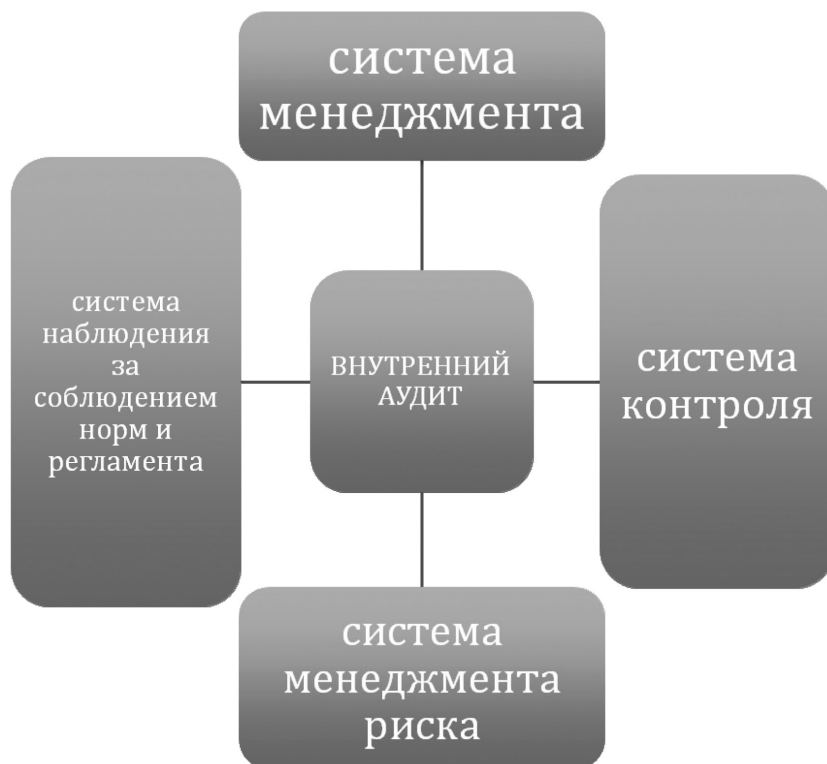 система
менеджмента
система
наблюдения
за
соблюдением
норм и
регламента
ВНУТРЕННИЙ
АУДИТ
система
контроля
система
менеджмента
риска